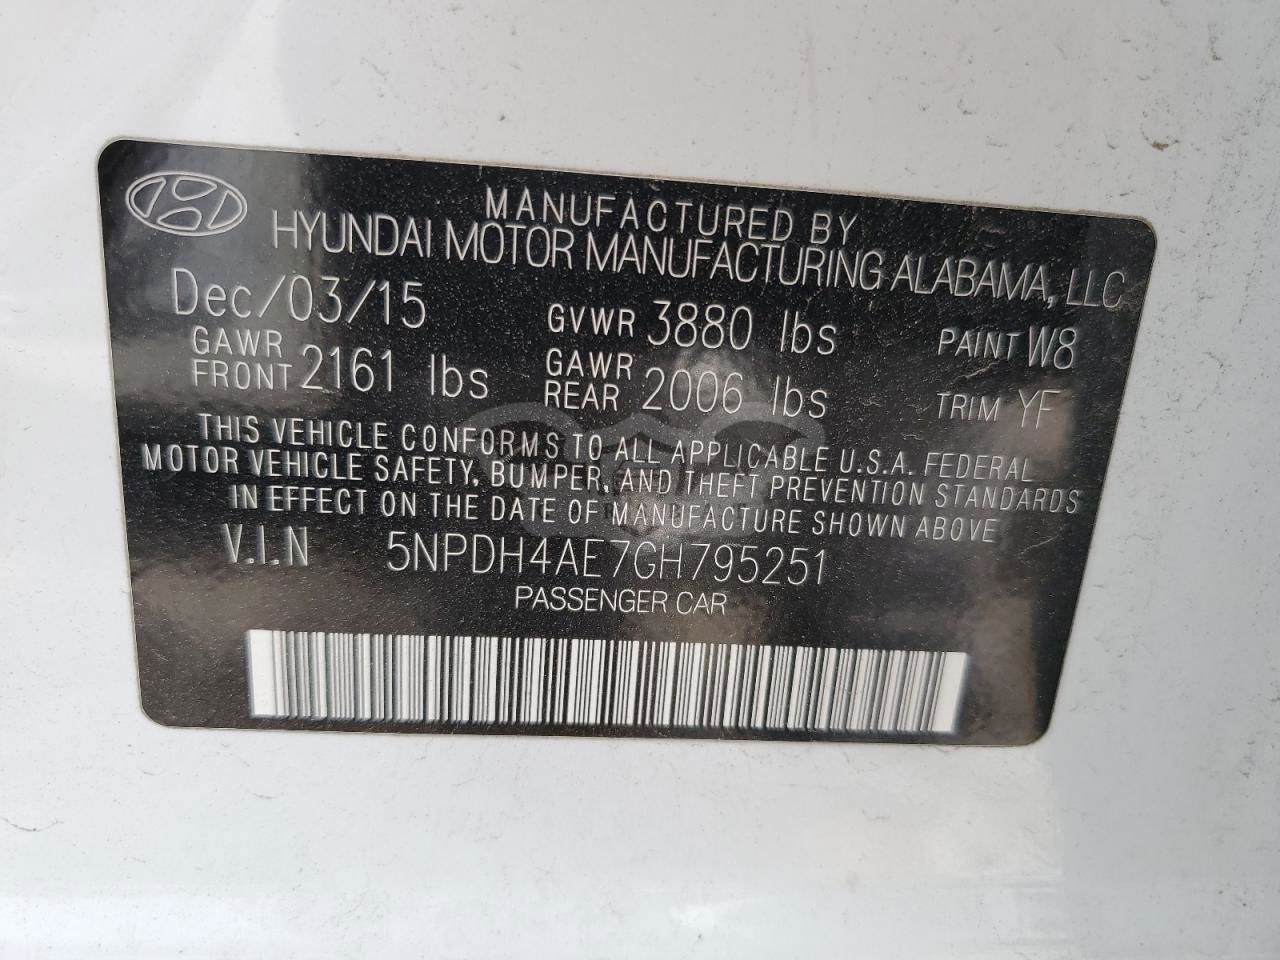 MANUFACTURED BY
HYUNDAI MOTOR MANUFACTURING ALABAMA, LLC
Dec/03/15 GVWR 3880 lbs PAINT W8
GAWR FRONT 2161 lbs GAWR REAR 2006 lbs TRIM YF
THIS VEHICLE CONFORMS TO ALL APPLICABLE U.S.A. FEDERAL
MOTOR VEHICLE SAFETY, BUMPER, AND THEFT PREVENTION STANDARDS
IN EFFECT ON THE DATE OF MANUFACTURE SHOWN ABOVE
V.I.N 5NPDH4AE7GH795251
PASSENGER CAR